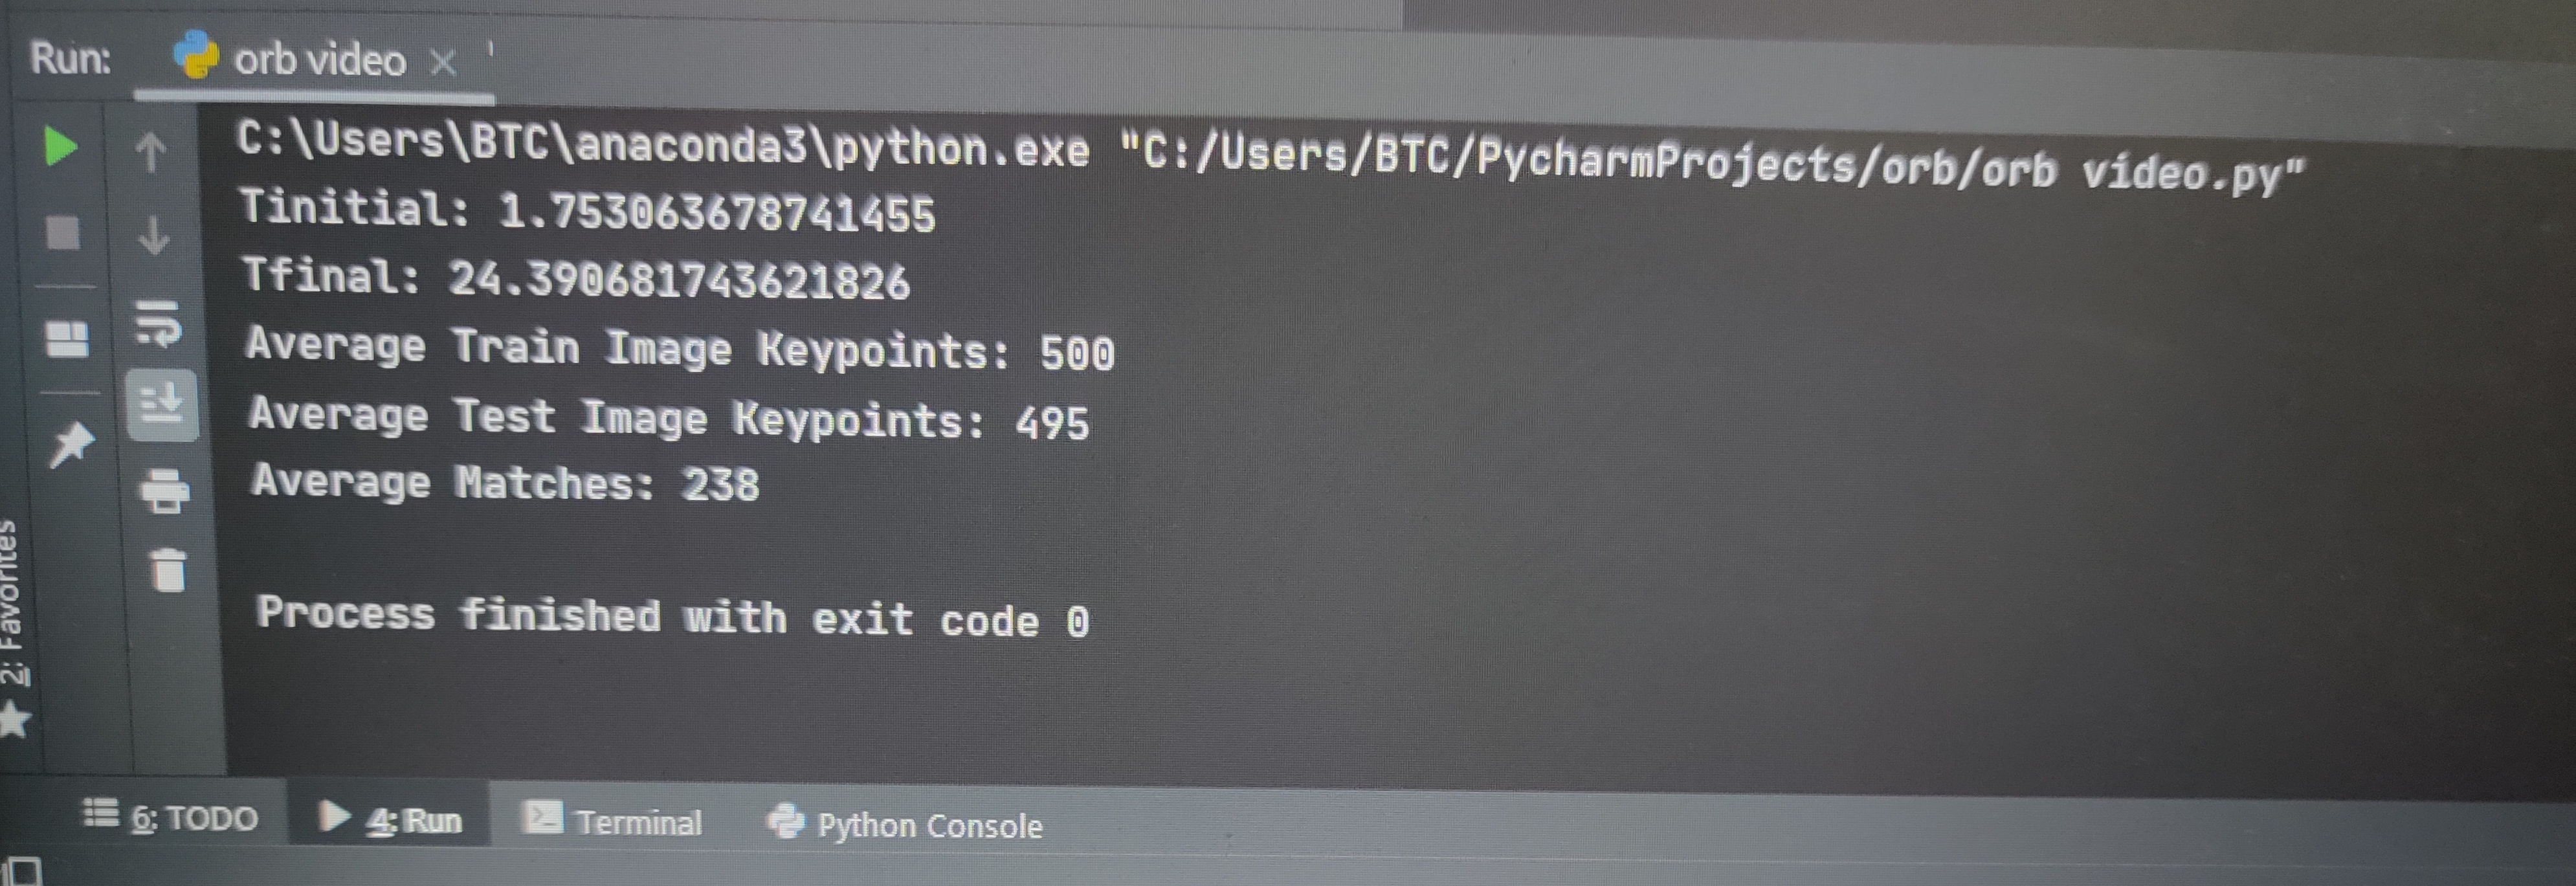 Run: orb video
C:\Users\BTC\anaconda3\python.exe "C:/Users/BTC/PycharmProjects/orb/orb video.py"
Tinitial: 1.753063678741455
Tfinal: 24.390681743621826
Average Train Image Keypoints: 500
Average Test Image Keypoints: 495
Average Matches: 238
Process finished with exit code 0
2: Favorites
6: TODO 4: Run Terminal Python Console